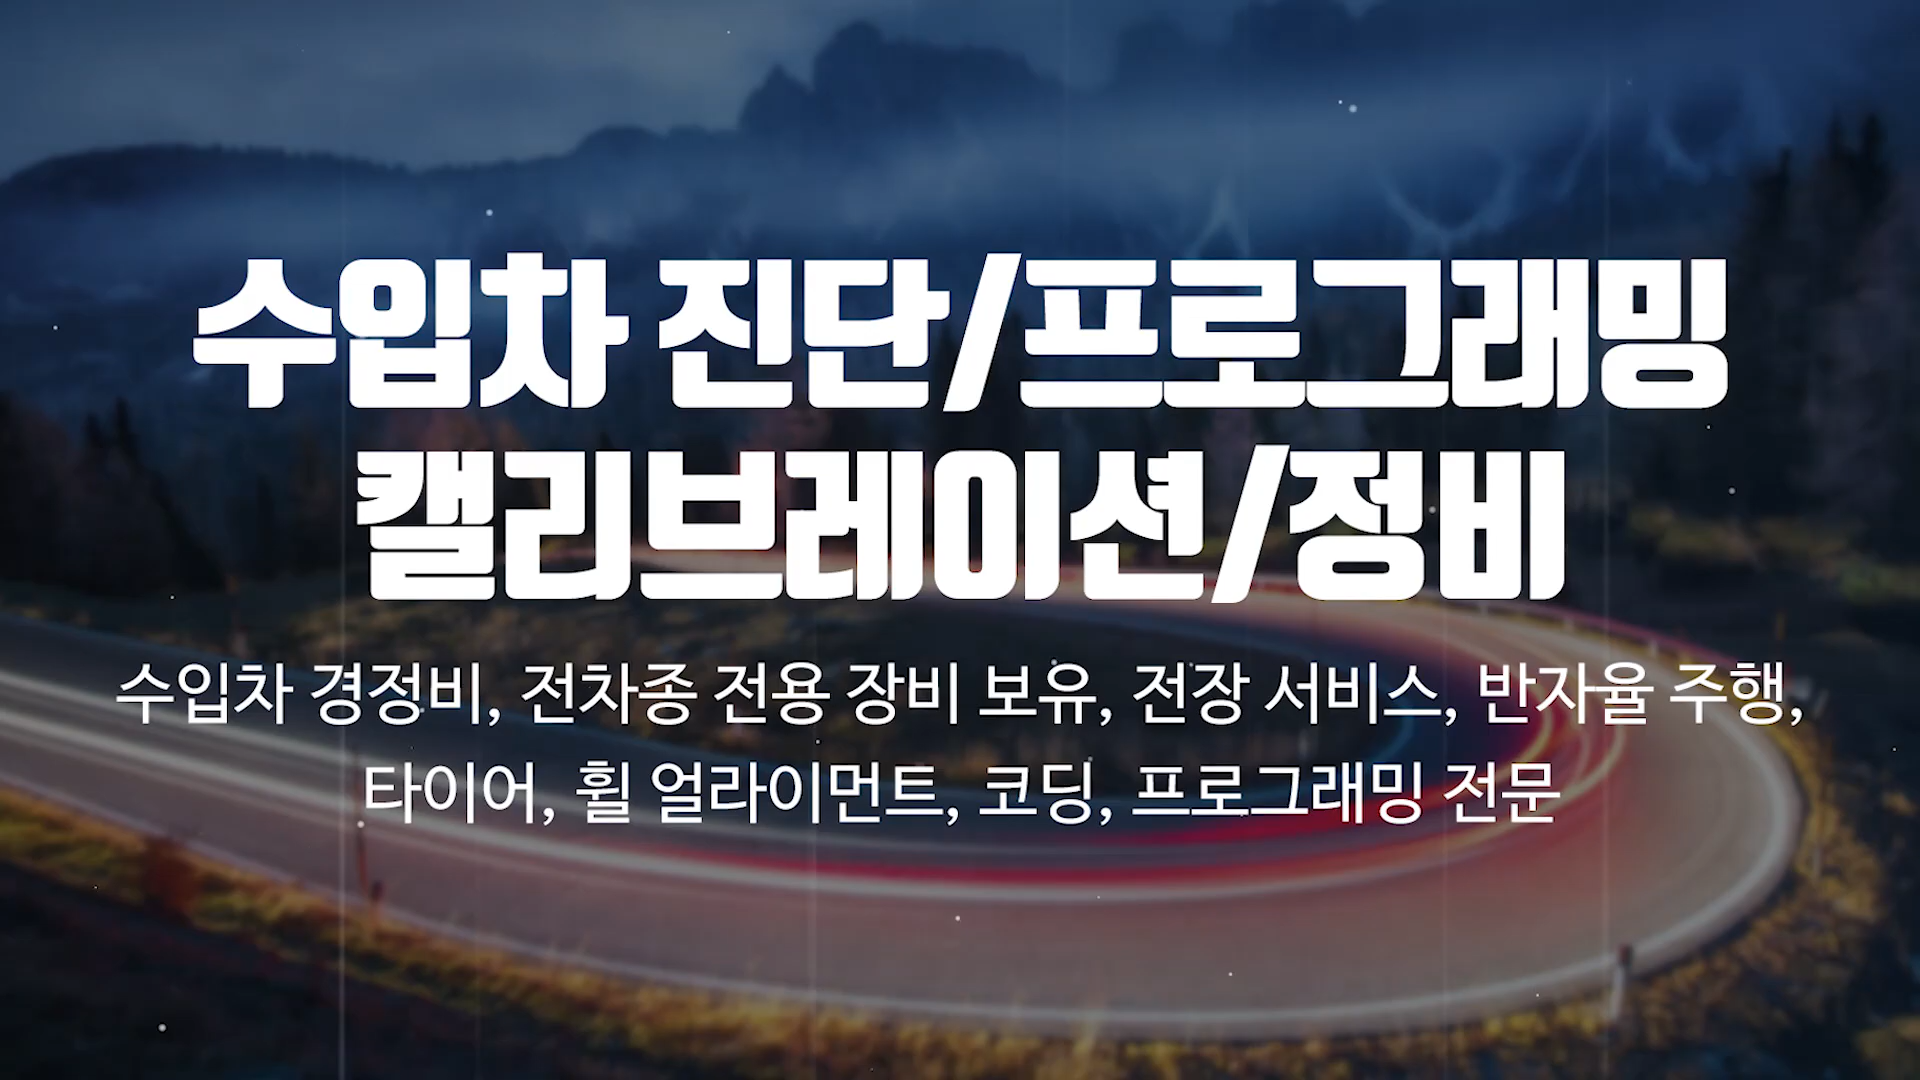 수입차 진단/프로그래밍
캘리브레이션/정비
수입차 경정비, 전차종 전용 장비 보유, 전장 서비스, 반자율 주행,
타이어, 휠 얼라이먼트, 코딩, 프로그래밍 전문